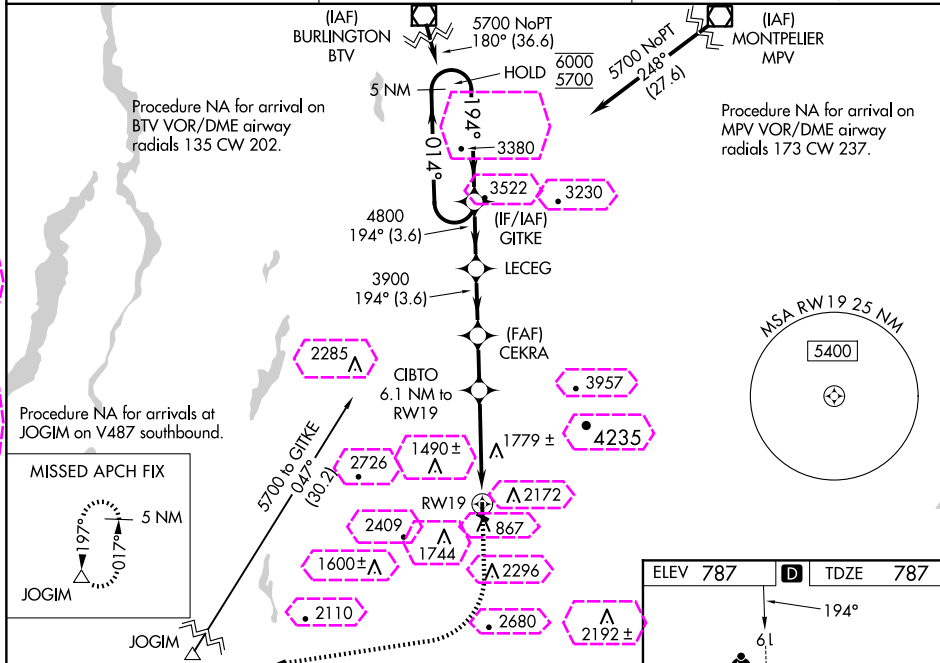 (IAF)
BURLINGTON
BTV
5700 NoPT
180° (36.6)
HOLD
6000
5700
5700 NoPT
248°
(27.6)
(IAF)
MONTPELIER
MPV
5 NM
194°
014°
Procedure NA for arrival on
BTV VOR/DME airway
radials 135 CW 202.
Procedure NA for arrival on
MPV VOR/DME airway
radials 173 CW 237.
3380
3522
3230
4800
194° (3.6)
(IF/IAF)
GITKE
LECEG
3900
194° (3.6)
(FAF)
CEKRA
2285
CIBTO
6.1 NM to
RW19
3957
4235
MSA RW 19 25 NM
5400
Procedure NA for arrivals at
JOGIM on V487 southbound.
5700 to GITKE
047°
(30.2)
2726
1490 ±
1779 ±
2172
RW19
867
2409
1744
1600 ±
2296
2110
2680
2192 ±
MISSED APCH FIX
5 NM
197°
017°
JOGIM
JOGIM
ELEV 787
D
TDZE 787
194°
19